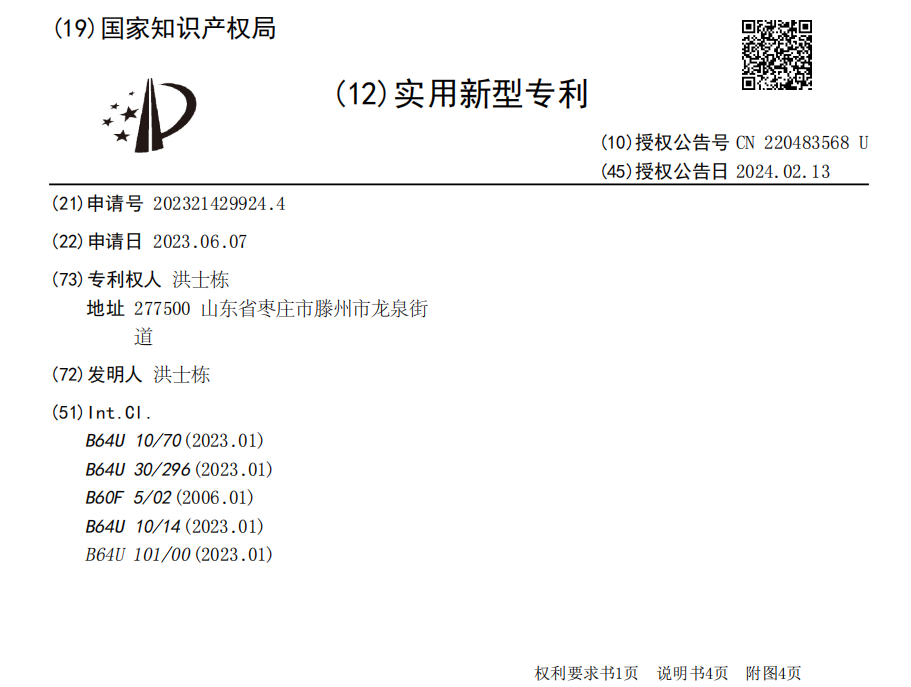 (19)国家知识产权局
(12)实用新型专利
(10)授权公告号 CN 220483568 U
(45)授权公告日 2024.02.13
(21)申请号 202321429924.4
(22)申请日 2023.06.07
(73)专利权人 洪士栋
地址 277500 山东省枣庄市滕州市龙泉街
道
(72)发明人 洪士栋
(51)Int.Cl.
B64U 10/70(2023.01)
B64U 30/296(2023.01)
B60F 5/02(2006.01)
B64U 10/14(2023.01)
B64U 101/00(2023.01)
权利要求书1页 说明书4页 附图4页